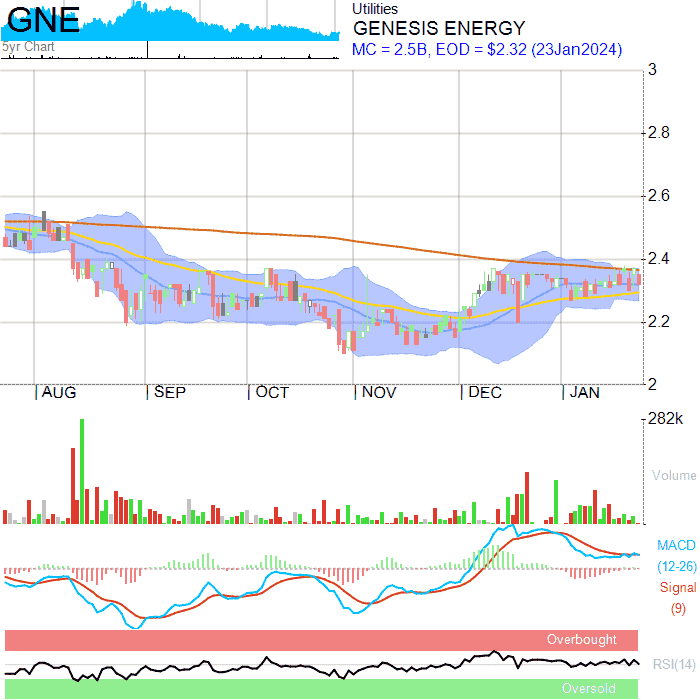 GNE
5yr Chart
Utilities
GENESIS ENERGY
MC = 2.5B, EOD = $2.32 (23Jan2024)
3
2.8
2.6
2.4
2.2
2
|AUG |SEP |OCT |NOV |DEC |JAN
282k
Volume
MACD
(12-26)
Signal
(9)
Overbought
RSI(14)
Oversold